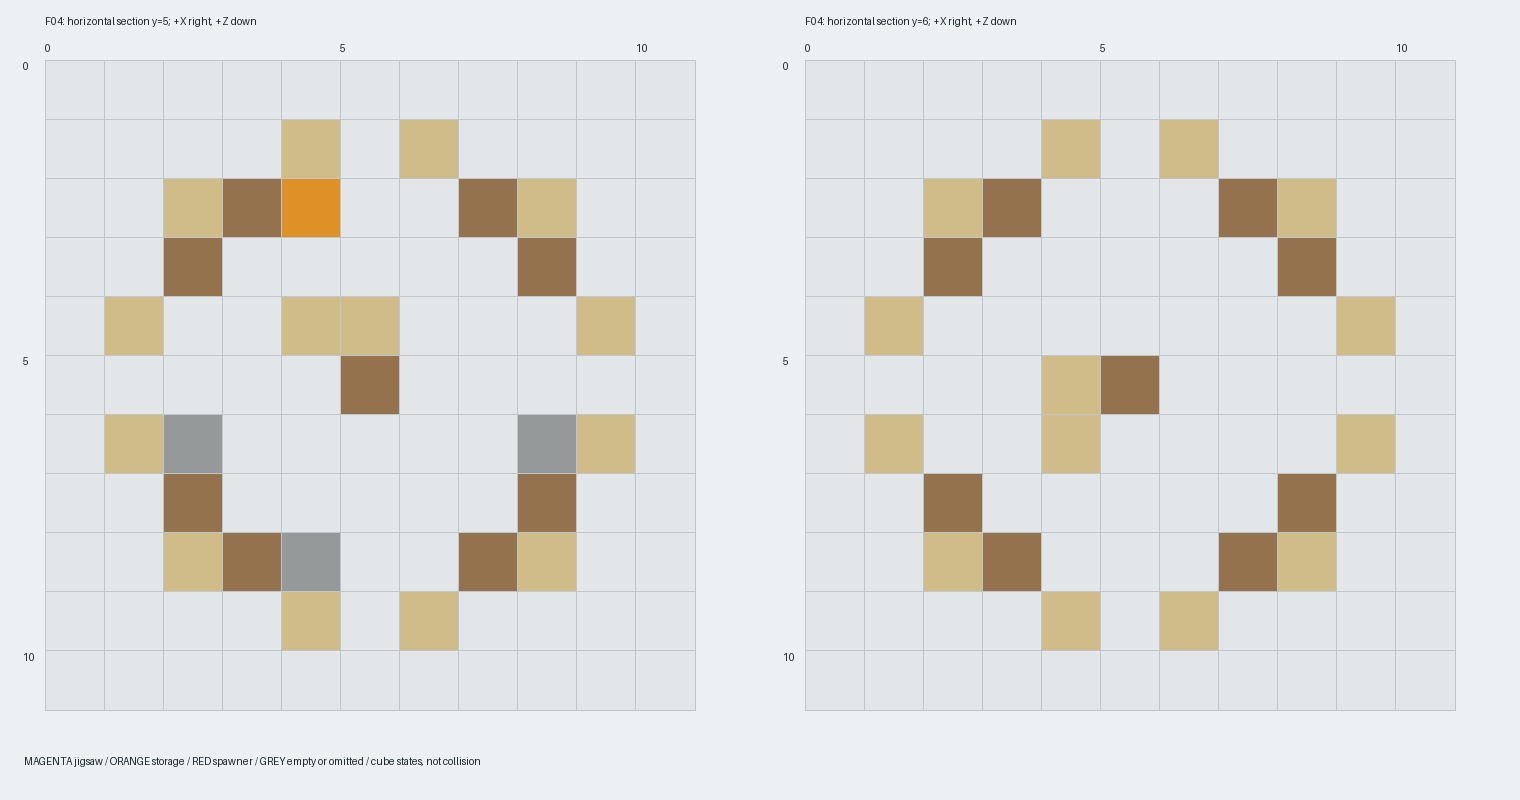 F04: horizontal section y=5; +X right, +Z down
F04: horizontal section y=6; +X right, +Z down
0 5 10
0 5 10
0 0
5 5
10 10
MAGENTA jigsaw / ORANGE storage / RED spawner / GREY empty or omitted / cube states, not collision